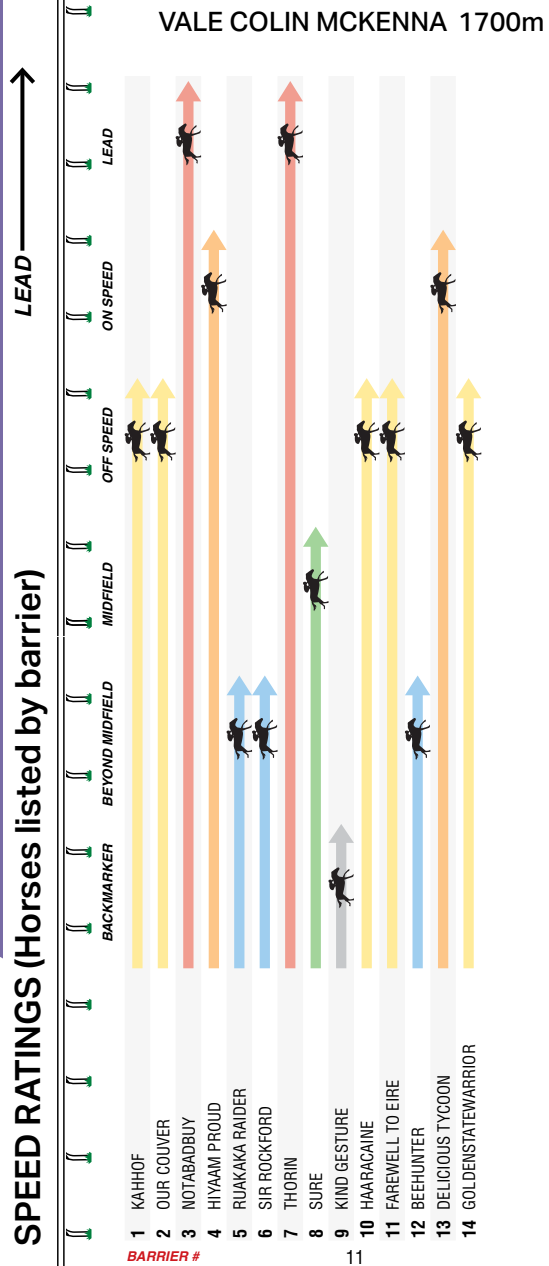 VALE COLIN MCKENNA 1700m
SPEED RATINGS (Horses listed by barrier)
LEAD
BACKMARKER
BEYOND MIDFIELD
MIDFIELD
OFF SPEED
ON SPEED
LEAD
BARRIER #
1 KAHHOF
2 OUR COUVER
3 NOTABADBUY
4 HIYAAM PROUD
5 RUAKAKA RAIDER
6 SIR ROCKFORD
7 THORIN
8 SURE
9 KIND GESTURE
10 HAARACAINE
11 FAREWELL TO EIRE
12 BEEHUNTER
13 DELICIOUS TYCOON
14 GOLDENSTATEWARRIOR
11